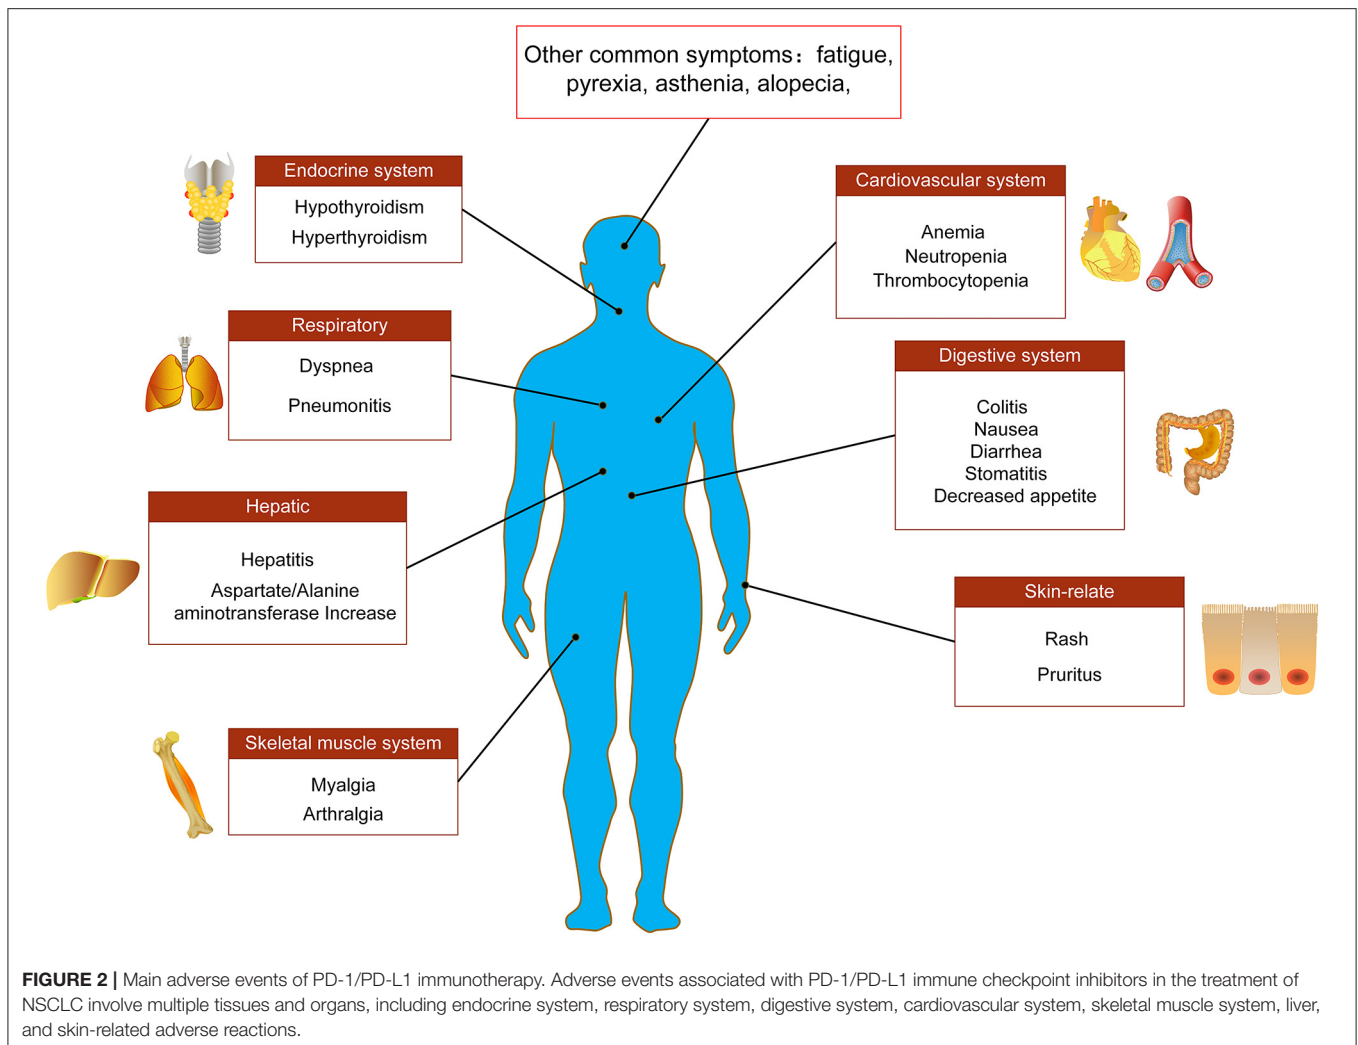 Other common symptoms：fatigue,
pyrexia, asthenia, alopecia,
Endocrine system
Hypothyroidism
Hyperthyroidism
Cardiovascular system
Anemia
Neutropenia
Thrombocytopenia
Respiratory
Dyspnea
Pneumonitis
Digestive system
Colitis
Nausea
Diarrhea
Stomatitis
Decreased appetite
Hepatic
Hepatitis
Aspartate/Alanine
aminotransferase Increase
Skin-relate
Rash
Pruritus
Skeletal muscle system
Myalgia
Arthralgia
FIGURE 2 | Main adverse events of PD-1/PD-L1 immunotherapy. Adverse events associated with PD-1/PD-L1 immune checkpoint inhibitors in the treatment of
NSCLC involve multiple tissues and organs, including endocrine system, respiratory system, digestive system, cardiovascular system, skeletal muscle system, liver,
and skin-related adverse reactions.